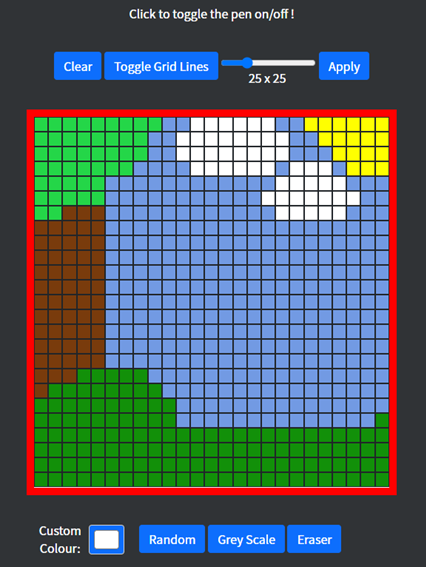 Click to toggle the pen on/off !
Clear
Toggle Grid Lines
25 x 25
Apply
Custom
Colour:
Random
Grey Scale
Eraser